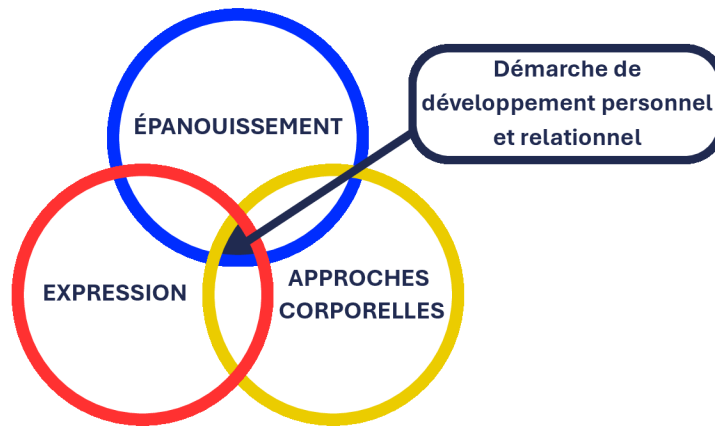 ÉPANOUISSEMENT
Démarche de
développement personnel
et relationnel
EXPRESSION
APPROCHES
CORPORELLES